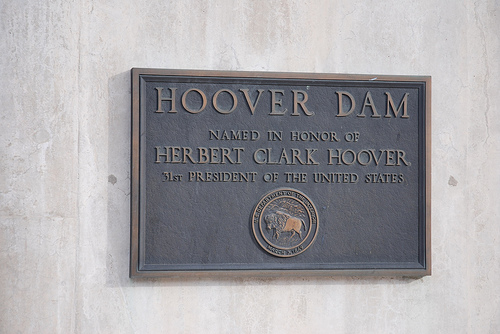 HOOVER DAM
NAMED IN HONOR OF
HERBERT CLARK HOOVER
31ST PRESIDENT OF THE UNITED STATES